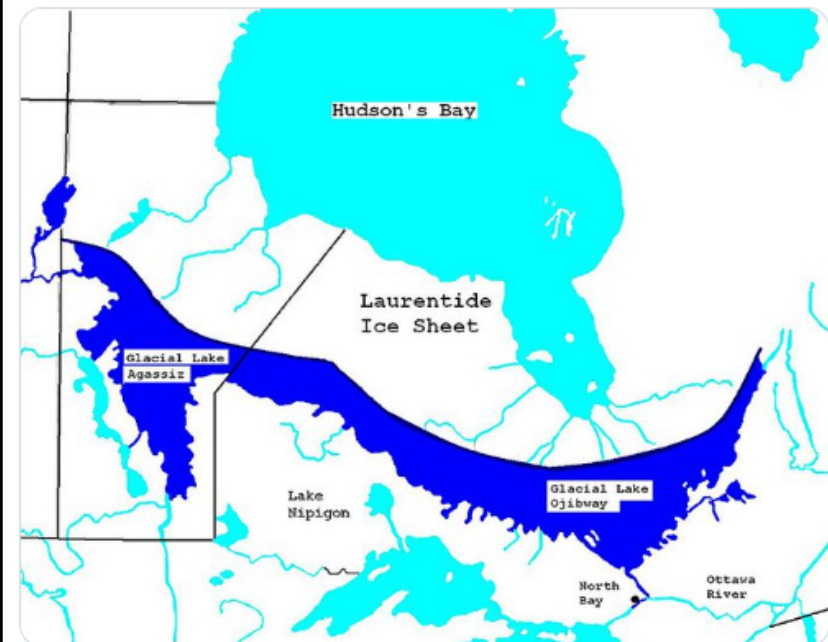 Hudson's Bay
Laurentide
Ice Sheet
Glacial Lake
Agassiz
Glacial Lake
Ojibway
Lake
Nipigon
North
Bay
Ottawa
River